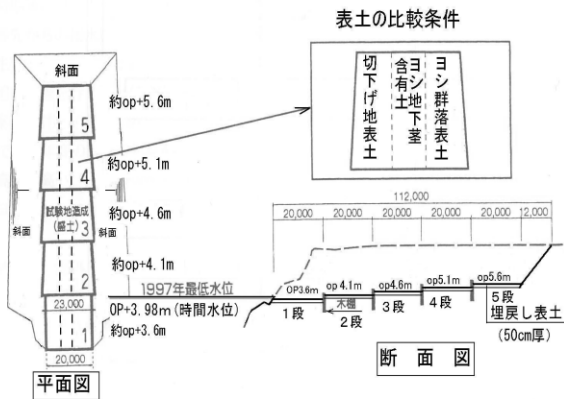 表土の比較条件
切下げ地表土
ヨシ地下茎
含有土
ヨシ群落表土
斜面
5
約op+5.6m
4
約op+5.1m
試験地造成
(盛土)
3
斜面
斜面
約op+4.6m
2
約op+4.1m
23,000
1
約op+3.6m
20,000
平面図
1997年最低水位
OP+3.98m(時間水位)
112,000
20,000
20,000
20,000
20,000
20,000
12,000
OP3.6m
op4.1m
op4.6m
op5.1m
op5.6m
木柵
1段
2段
3段
4段
5段
埋戻し表土
(50cm厚)
断面図